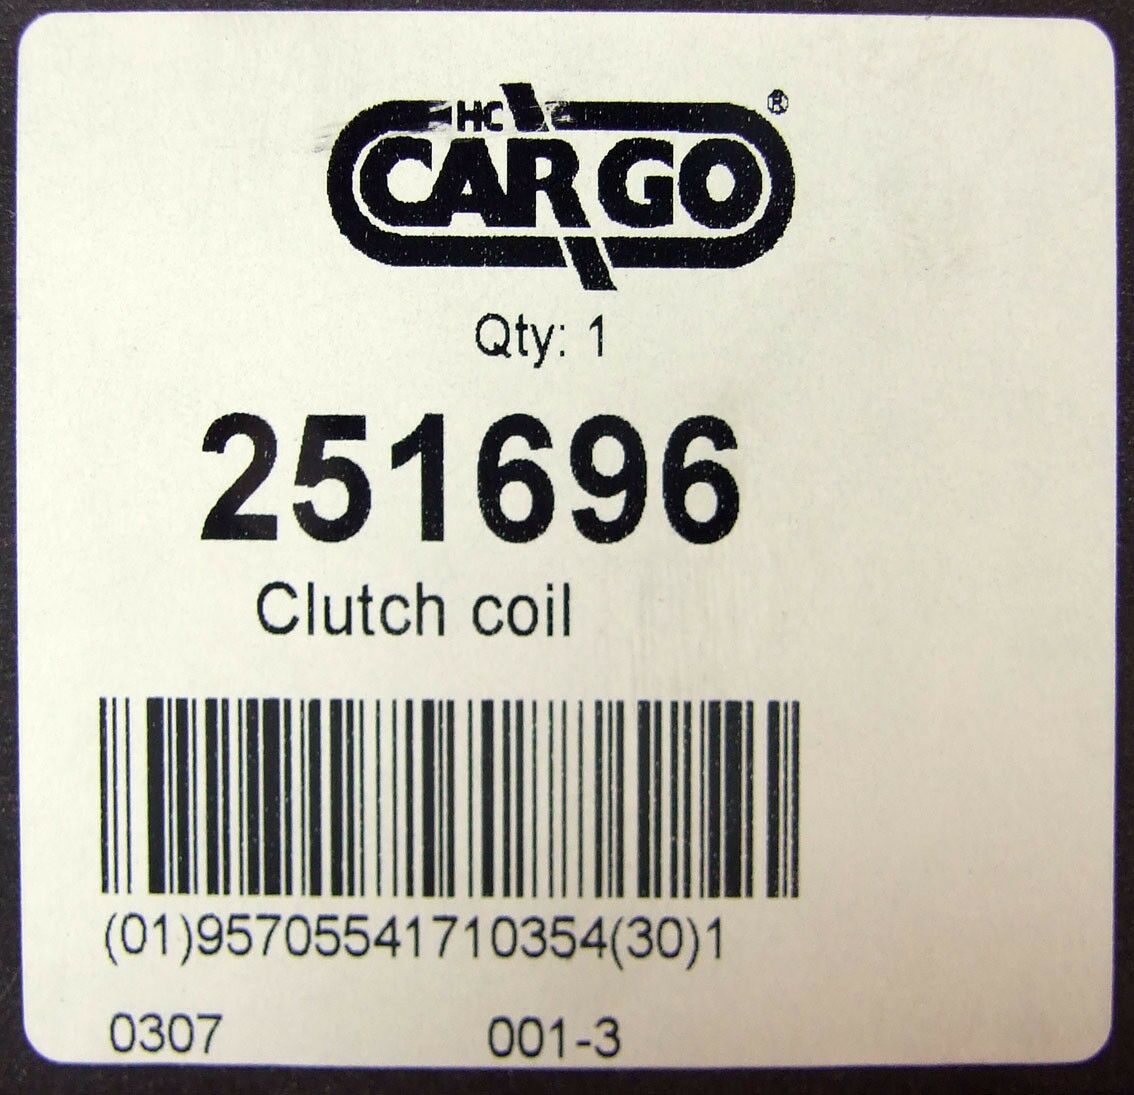 HC
CARGO®
Qty: 1
251696
Clutch coil
(01)95705541710354(30)1
0307
001-3